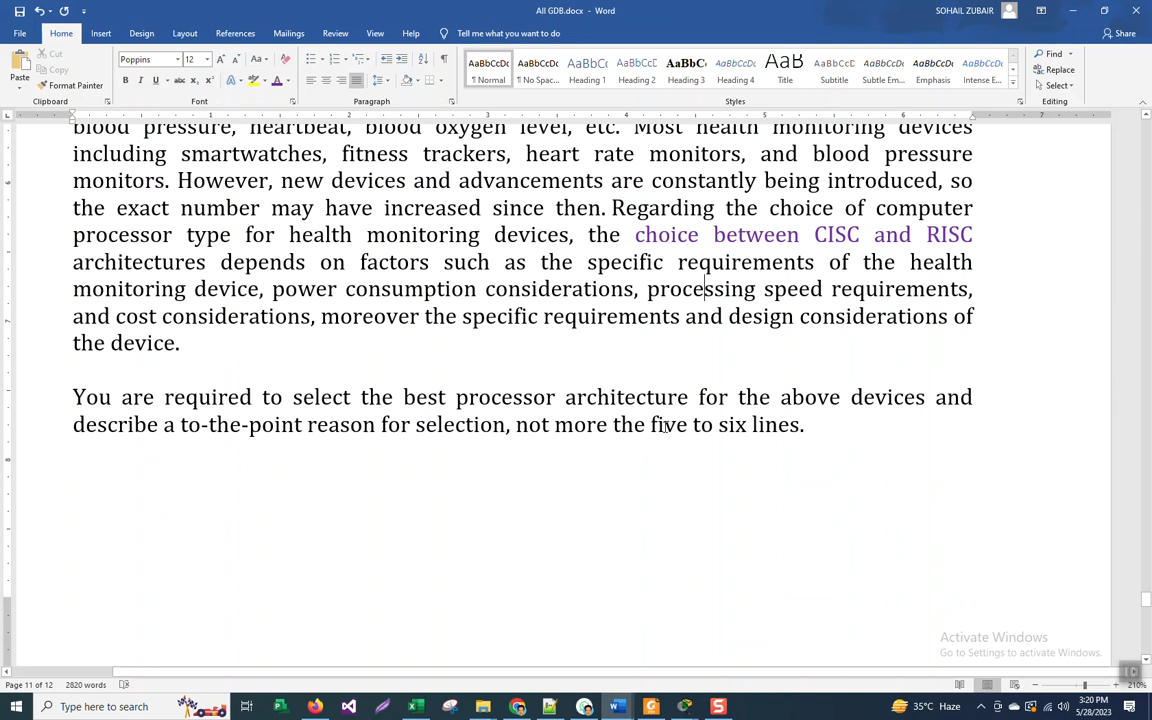 All GDB.docx - Word
SOHAIL ZUBAIR
File Home Insert Design Layout References Mailings Review View Help Tell me what you want to do Share
Paste
Cut
Copy
Format Painter
Clipboard
Poppins 12
Font
Paragraph
AaBbCcDc AaBbCcDc AaBbCc AaBbCcC AaBbC AaBbCcDc AaB AaBbCcD AaBbCcDc AaBbCcDc AaBbCcDc
¶ Normal ¶ No Spac... Heading 1 Heading 2 Heading 3 Heading 4 Title Subtitle Subtle Em... Emphasis Intense E...
Styles
Find
Replace
Select
Editing
blood pressure, heartbeat, blood oxygen level, etc. Most health monitoring devices
including smartwatches, fitness trackers, heart rate monitors, and blood pressure
monitors. However, new devices and advancements are constantly being introduced, so
the exact number may have increased since then. Regarding the choice of computer
processor type for health monitoring devices, the choice between CISC and RISC
architectures depends on factors such as the specific requirements of the health
monitoring device, power consumption considerations, processing speed requirements,
and cost considerations, moreover the specific requirements and design considerations of
the device.
You are required to select the best processor architecture for the above devices and
describe a to-the-point reason for selection, not more the five to six lines.
Activate Windows
Go to Settings to activate Windows.
Page 11 of 12 2820 words
210%
Type here to search
35°C Haze
3:20 PM
5/28/2023